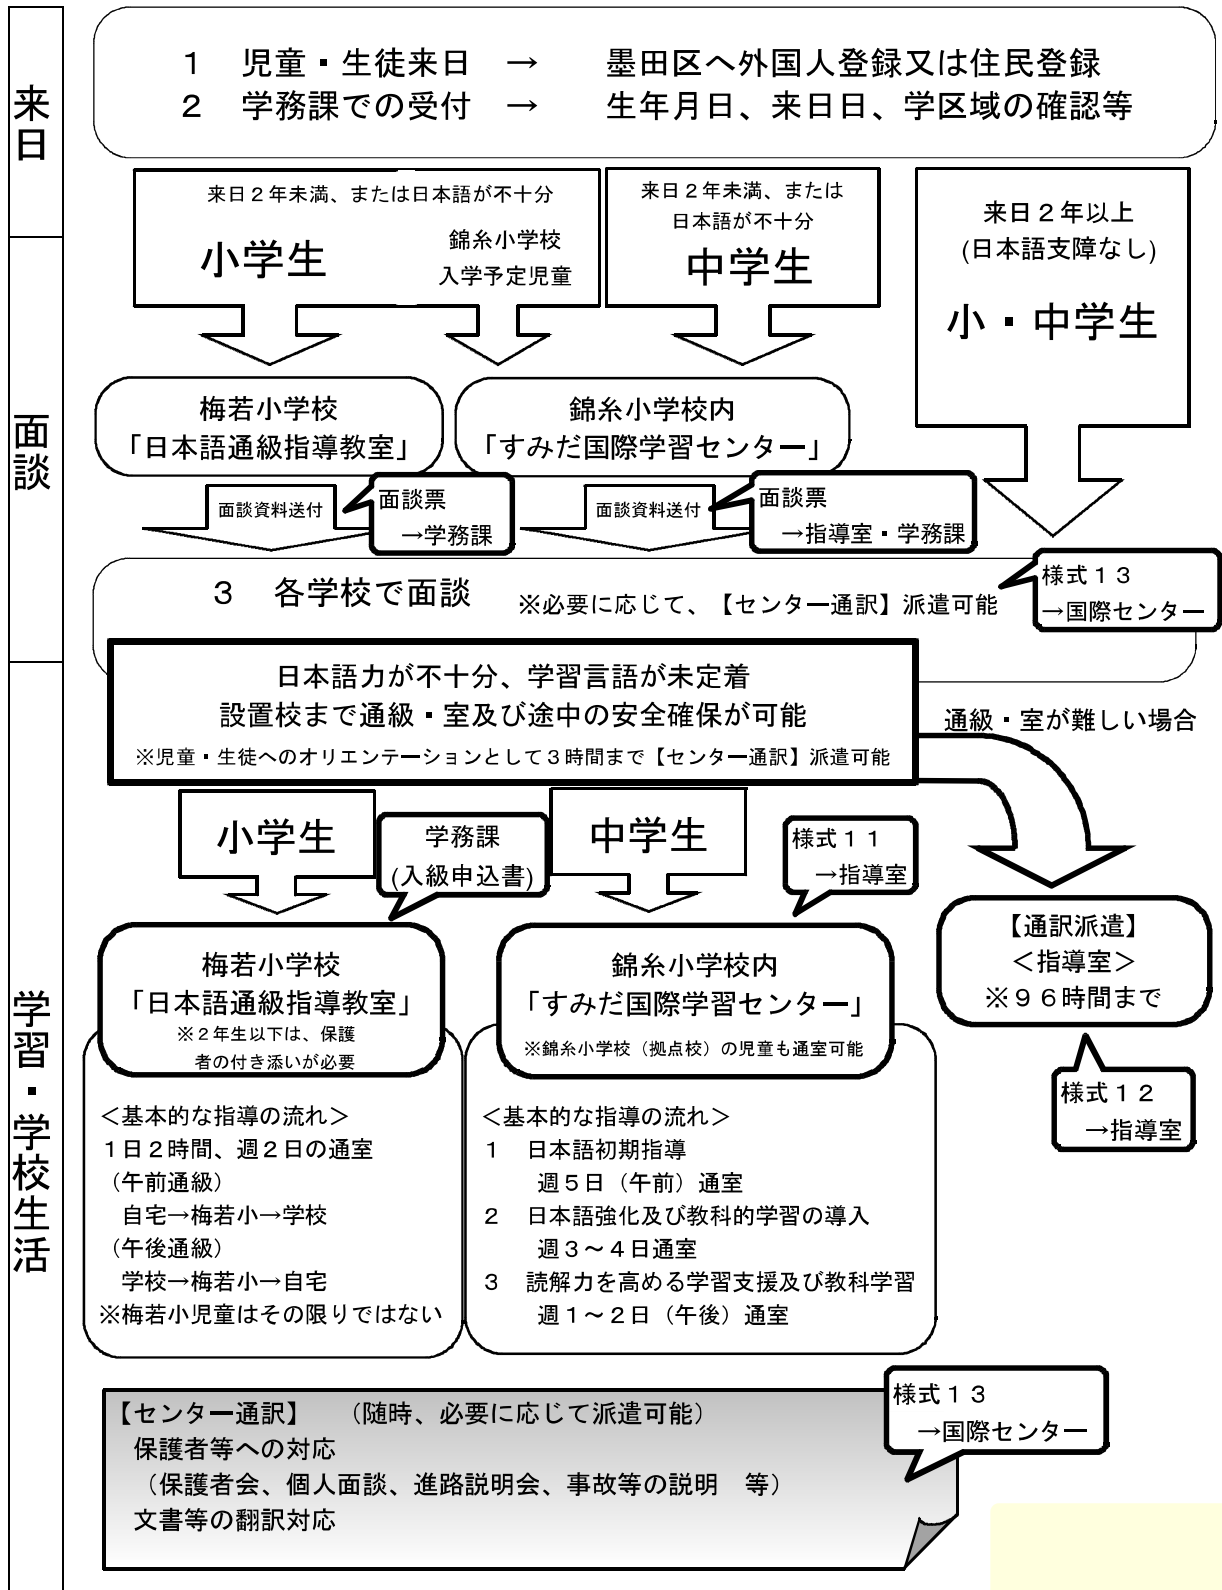 来日
１　児童・生徒来日　→　墨田区へ外国人登録又は住民登録
２　学務課での受付　→　生年月日、来日日、学区域の確認等
来日２年未満、または日本語が不十分
小学生
錦糸小学校
入学予定児童
来日２年未満、または
日本語が不十分
中学生
来日２年以上
(日本語支障なし)
小・中学生
面談
梅若小学校
「日本語通級指導教室」
錦糸小学校内
「すみだ国際学習センター」
面談資料送付
面談票
→学務課
面談資料送付
面談票
→指導室・学務課
３　各学校で面談　※必要に応じて、【センター通訳】派遣可能
様式１３
→国際センター
学習・学校生活
日本語力が不十分、学習言語が未定着
設置校まで通級・室及び途中の安全確保が可能
※児童・生徒へのオリエンテーションとして３時間まで【センター通訳】派遣可能
通級・室が難しい場合
小学生
学務課
(入級申込書)
中学生
様式１１
→指導室
梅若小学校
「日本語通級指導教室」
※２年生以下は、保護
者の付き添いが必要
錦糸小学校内
「すみだ国際学習センター」
※錦糸小学校（拠点校）の児童も通室可能
【通訳派遣】
＜指導室＞
※９６時間まで
様式１２
→指導室
＜基本的な指導の流れ＞
１日２時間、週２日の通室
（午前通級）
自宅→梅若小→学校
（午後通級）
学校→梅若小→自宅
※梅若小児童はその限りではない
＜基本的な指導の流れ＞
１　日本語初期指導
週５日（午前）通室
２　日本語強化及び教科的学習の導入
週３～４日通室
３　読解力を高める学習支援及び教科学習
週１～２日（午後）通室
【センター通訳】　（随時、必要に応じて派遣可能）
保護者等への対応
（保護者会、個人面談、進路説明会、事故等の説明　等）
文書等の翻訳対応
様式１３
→国際センター